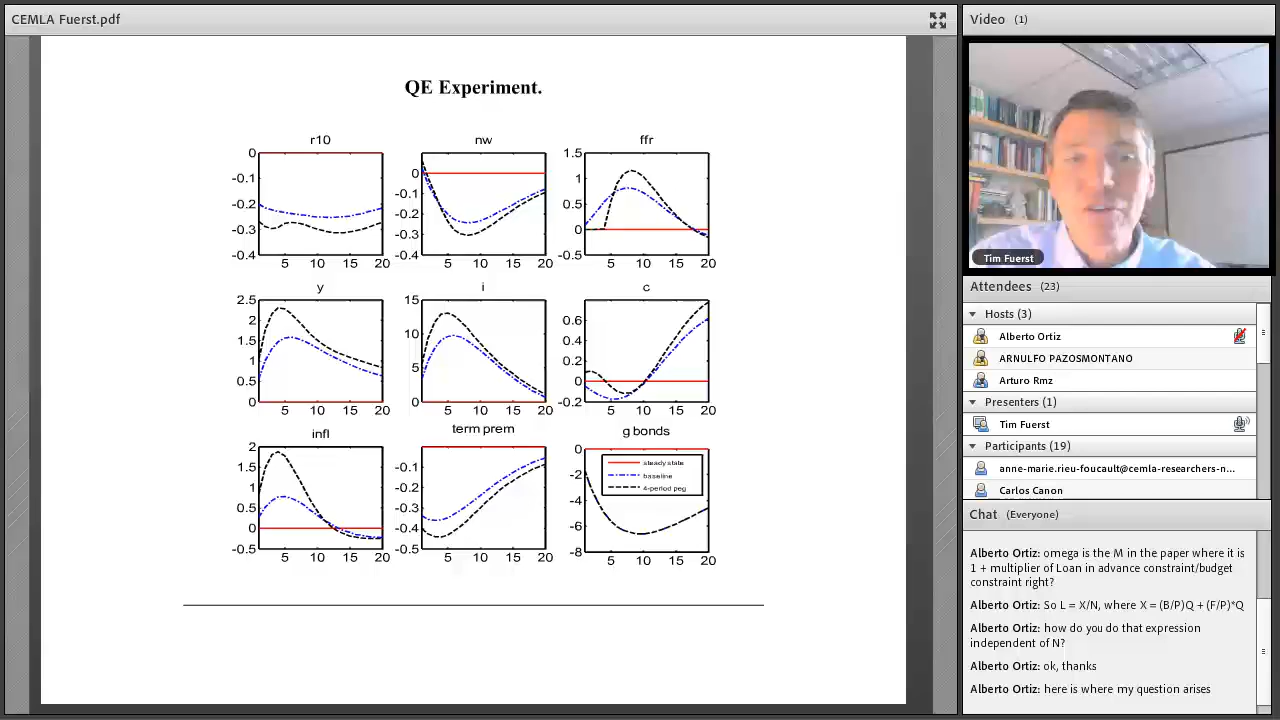 CEMLA Fuerst.pdf
QE Experiment.
r10
0
-0.1
-0.2
-0.3
-0.4
5 10 15 20
nw
0
-0.1
-0.2
-0.3
-0.4
5 10 15 20
ffr
1.5
1
0.5
0
-0.5
5 10 15 20
y
2.5
2
1.5
1
0.5
0
5 10 15 20
i
15
10
5
0
5 10 15 20
c
0.6
0.4
0.2
0
-0.2
5 10 15 20
infl
2
1.5
1
0.5
0
-0.5
5 10 15 20
term prem
-0.1
-0.2
-0.3
-0.4
-0.5
5 10 15 20
g bonds
0
-2
-4
-6
-8
5 10 15 20
steady state
baseline
4-period peg
Video (1)
Tim Fuerst
Attendees (23)
Hosts (3)
Alberto Ortiz
ARNULFO PAZOSMONTANO
Arturo Rmz
Presenters (1)
Tim Fuerst
Participants (19)
anne-marie.rieu-foucault@cemla-researchers-n...
Carlos Canon
Chat (Everyone)
Alberto Ortiz: omega is the M in the paper where it is
1 + multiplier of Loan in advance constraint/budget
constraint right?
Alberto Ortiz: So L = X/N, where X = (B/P)Q + (F/P)*Q
Alberto Ortiz: how do you do that expression
independent of N?
Alberto Ortiz: ok, thanks
Alberto Ortiz: here is where my question arises